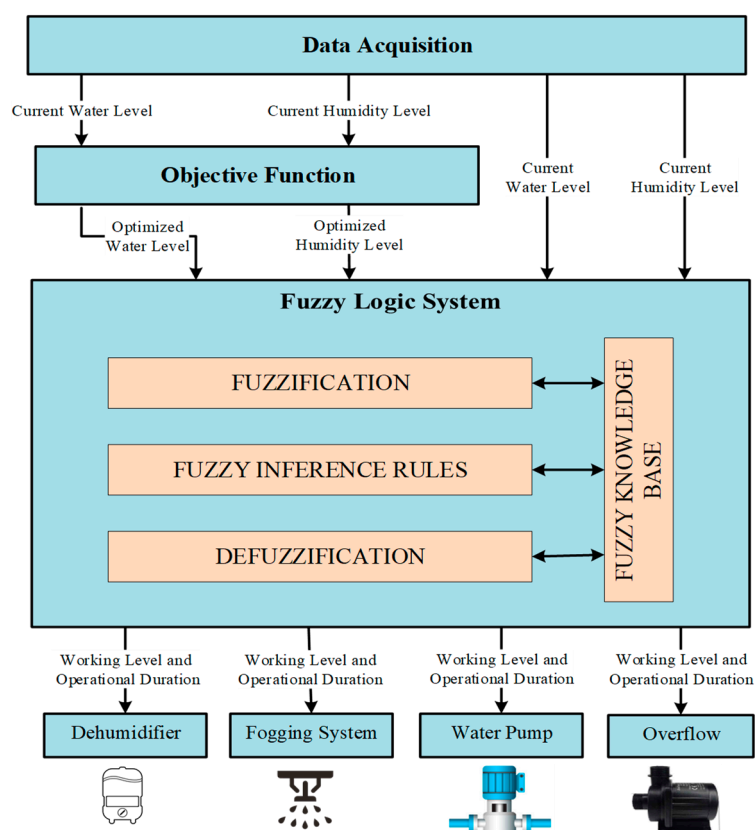 Data Acquisition
Current Water Level
Current Humidity Level
Current
Water Level
Current
Humidity Level
Objective Function
Optimized
Water Level
Optimized
Humidity Level
Fuzzy Logic System
FUZZIFICATION
FUZZY INFERENCE RULES
DEFUZZIFICATION
FUZZY KNOWLEDGE
BASE
Working Level and
Operational Duration
Working Level and
Operational Duration
Working Level and
Operational Duration
Working Level and
Operational Duration
Dehumidifier
Fogging System
Water Pump
Overflow